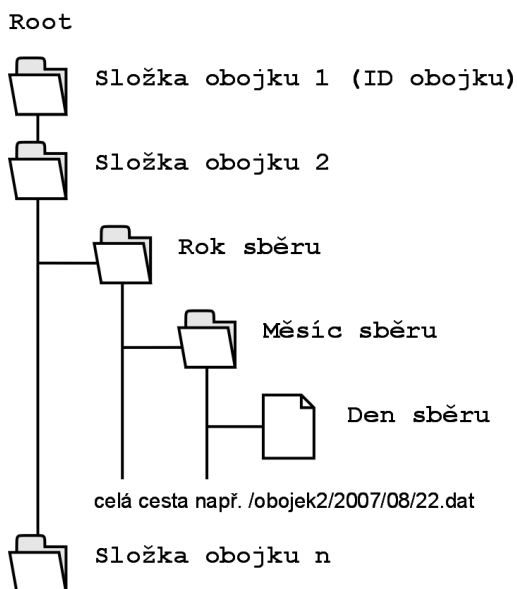 Root
Složka obojku 1 (ID obojku)
Složka obojku 2
Rok sběru
Měsíc sběru
Den sběru
celá cesta např. /obojek2/2007/08/22.dat
Složka obojku n